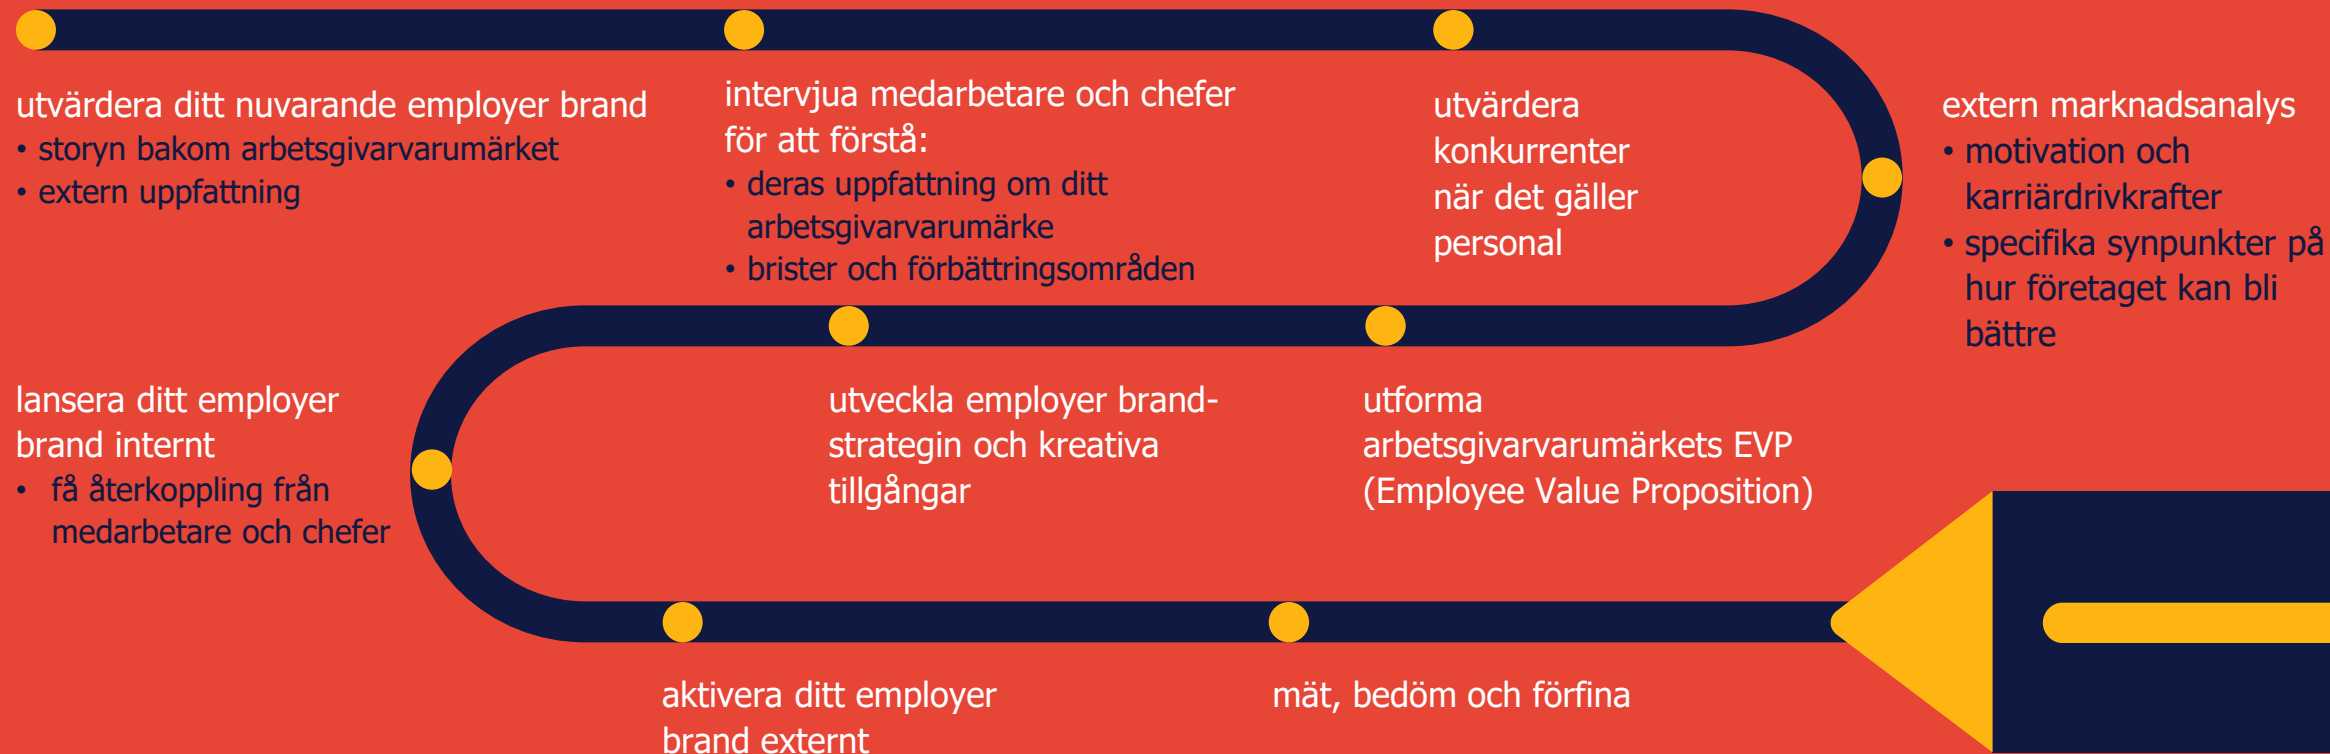 utvärdera ditt nuvarande employer brand
• storyn bakom arbetsgivarvarumärket
• extern uppfattning
intervjua medarbetare och chefer
för att förstå:
• deras uppfattning om ditt
arbetsgivarvarumärke
• brister och förbättringsområden
utvärdera
konkurrenter
när det gäller
personal
extern marknadsanalys
• motivation och
karriärdrivkrafter
• specifika synpunkter på
hur företaget kan bli
bättre
utforma
arbetsgivarvarumärkets EVP
(Employee Value Proposition)
utveckla employer brand-
strategin och kreativa
tillgångar
lansera ditt employer
brand internt
• få återkoppling från
medarbetare och chefer
aktivera ditt employer
brand externt
mät, bedöm och förfina